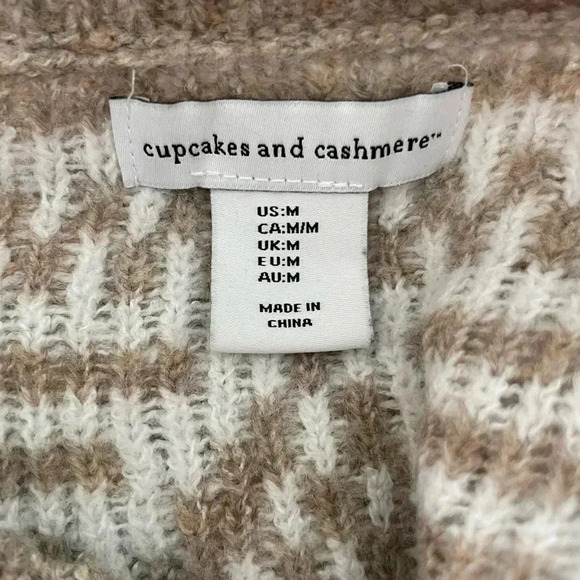 cupcakes and cashmere™
US:M
CA:M/M
UK:M
EU:M
AU:M
MADE IN
CHINA